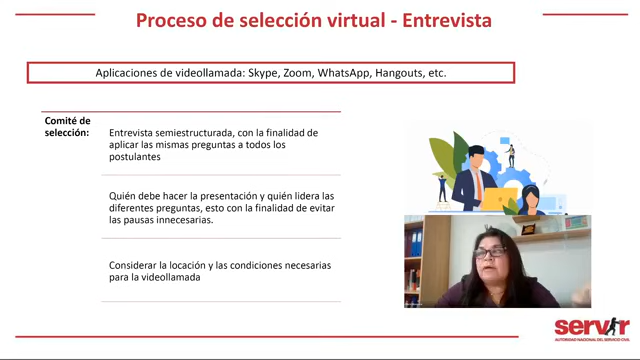 Proceso de selección virtual - Entrevista
Aplicaciones de videollamada: Skype, Zoom, WhatsApp, Hangouts, etc.
Comité de
selección:
Entrevista semiestructurada, con la finalidad de
aplicar las mismas preguntas a todos los
postulantes
Quién debe hacer la presentación y quién lidera las
diferentes preguntas, esto con la finalidad de evitar
las pausas innecesarias.
Considerar la locación y las condiciones necesarias
para la videollamada
servir
AUTORIDAD NACIONAL DEL SERVICIO CIVIL